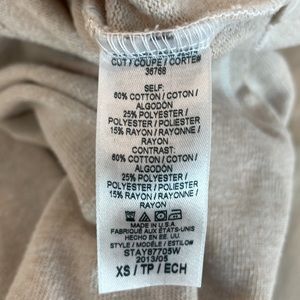 CUT / COUPE / CORTE#
36768
SELF:
60% COTTON / COTON /
ALGODON
25% POLYESTER /
POLYESTER / POLIESTER
15% RAYON / RAYONNE /
RAYON
CONTRAST:
60% COTTON / COTON /
ALGODON
25% POLYESTER /
POLYESTER / POLIESTER
15% RAYON / RAYONNE /
RAYON
MADE IN U.S.A.
FABRIQUE AUX ETATS-UNIS
HECHO EN EE. UU.
STYLE / MODÈLE / ESTILO#
STAY67705W
2013/05
XS / TP / ECH